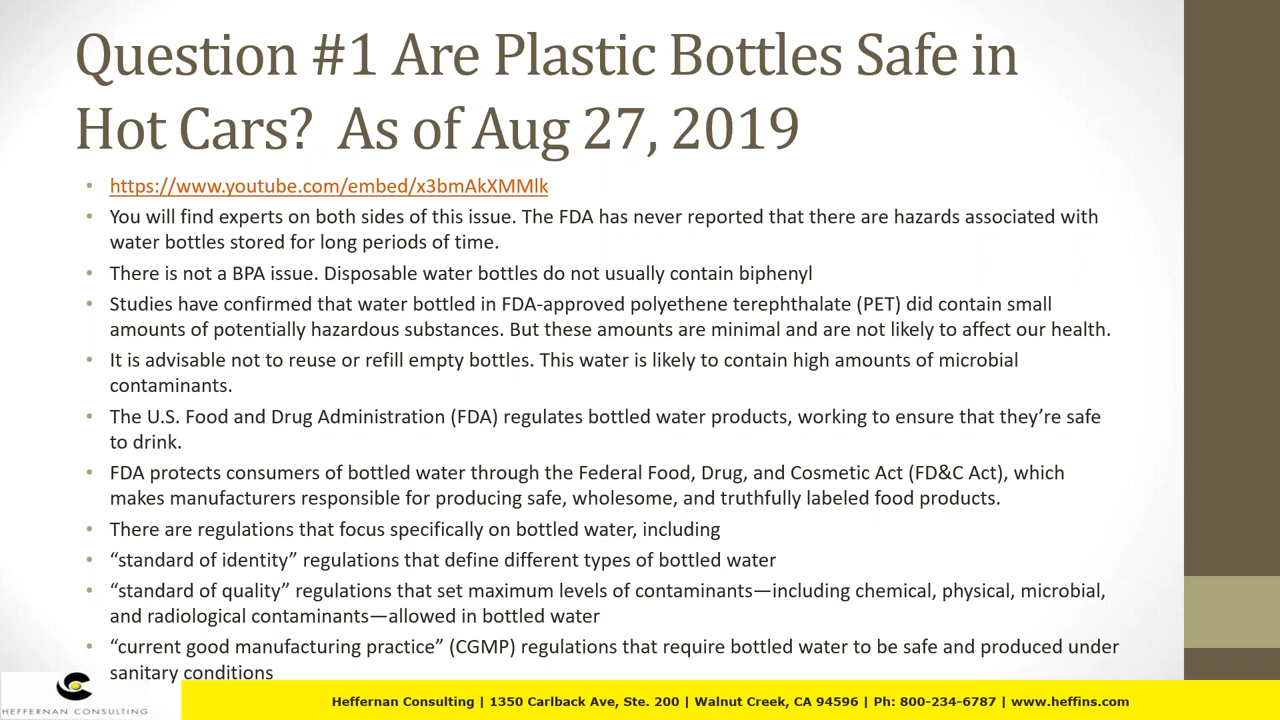 Question #1 Are Plastic Bottles Safe in
Hot Cars? As of Aug 27, 2019
• https://www.youtube.com/embed/x3bmAkXMMlk
• You will find experts on both sides of this issue. The FDA has never reported that there are hazards associated with
water bottles stored for long periods of time.
• There is not a BPA issue. Disposable water bottles do not usually contain biphenyl
• Studies have confirmed that water bottled in FDA-approved polyethene terephthalate (PET) did contain small
amounts of potentially hazardous substances. But these amounts are minimal and are not likely to affect our health.
• It is advisable not to reuse or refill empty bottles. This water is likely to contain high amounts of microbial
contaminants.
• The U.S. Food and Drug Administration (FDA) regulates bottled water products, working to ensure that they’re safe
to drink.
• FDA protects consumers of bottled water through the Federal Food, Drug, and Cosmetic Act (FD&C Act), which
makes manufacturers responsible for producing safe, wholesome, and truthfully labeled food products.
• There are regulations that focus specifically on bottled water, including
• “standard of identity” regulations that define different types of bottled water
• “standard of quality” regulations that set maximum levels of contaminants—including chemical, physical, microbial,
and radiological contaminants—allowed in bottled water
• “current good manufacturing practice” (CGMP) regulations that require bottled water to be safe and produced under
sanitary conditions
HEFFERNAN CONSULTING
Heffernan Consulting | 1350 Carlback Ave, Ste. 200 | Walnut Creek, CA 94596 | Ph: 800-234-6787 | www.heffins.com